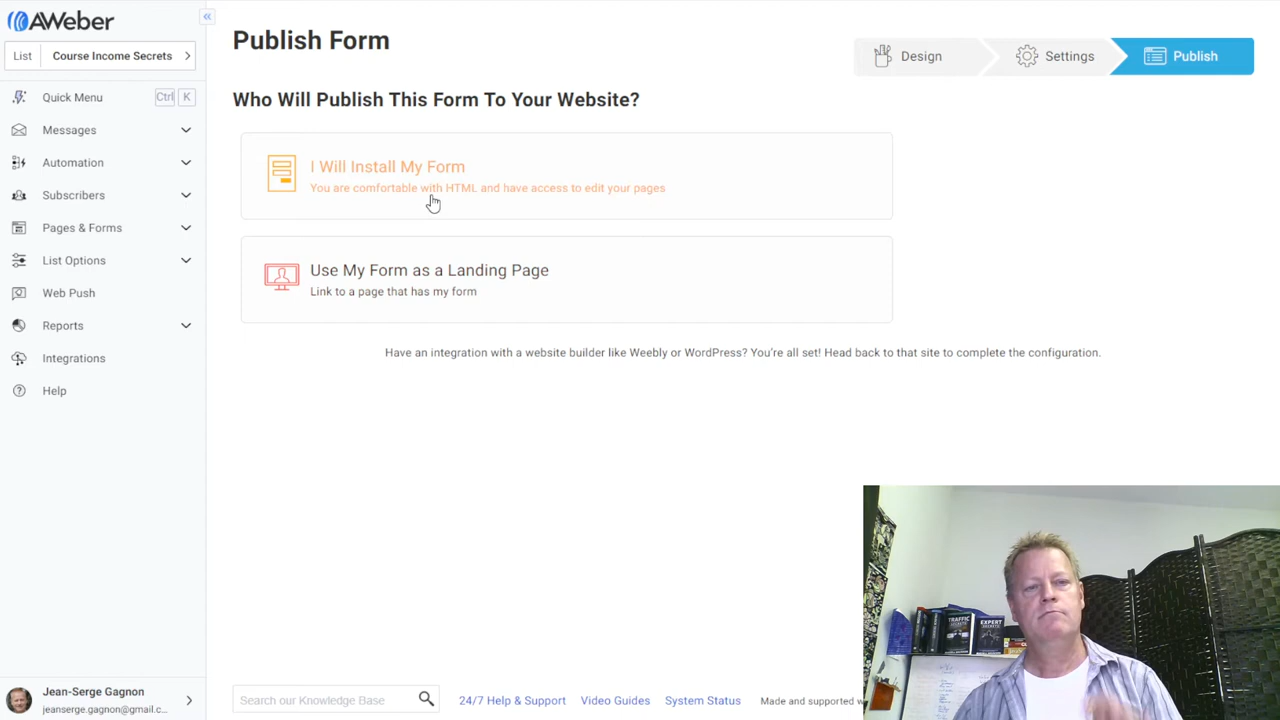 AWeber
List
Course Income Secrets
Quick Menu
Ctrl
K
Messages
Automation
Subscribers
Pages & Forms
List Options
Web Push
Reports
Integrations
Help
Jean-Serge Gagnon
jeanserge.gagnon@gmail.c...
Publish Form
Design
Settings
Publish
Who Will Publish This Form To Your Website?
I Will Install My Form
You are comfortable with HTML and have access to edit your pages
Use My Form as a Landing Page
Link to a page that has my form
Have an integration with a website builder like Weebly or WordPress? You're all set! Head back to that site to complete the configuration.
Search our Knowledge Base
24/7 Help & Support
Video Guides
System Status
Made and supported
TRAFFIC
SECRETS
EXPERT
SECRETS